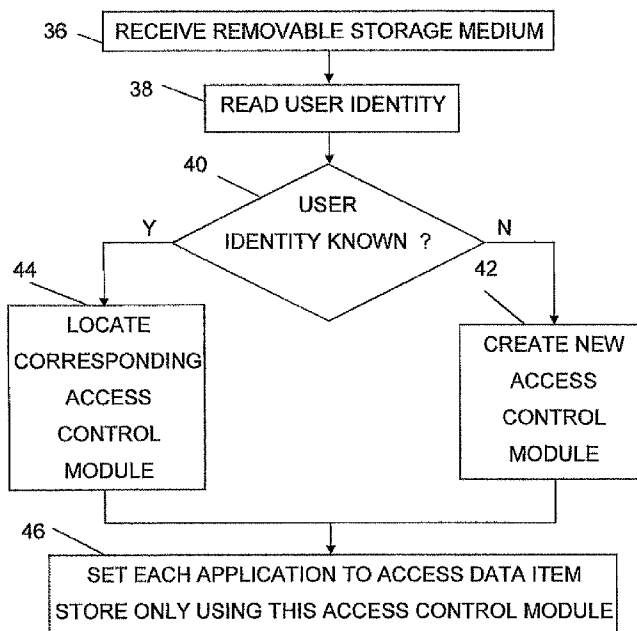 36
RECEIVE REMOVABLE STORAGE MEDIUM
38
READ USER IDENTITY
40
USER
IDENTITY KNOWN ?
Y
N
44
LOCATE
CORRESPONDING
ACCESS
CONTROL
MODULE
42
CREATE NEW
ACCESS
CONTROL
MODULE
46
SET EACH APPLICATION TO ACCESS DATA ITEM
STORE ONLY USING THIS ACCESS CONTROL MODULE